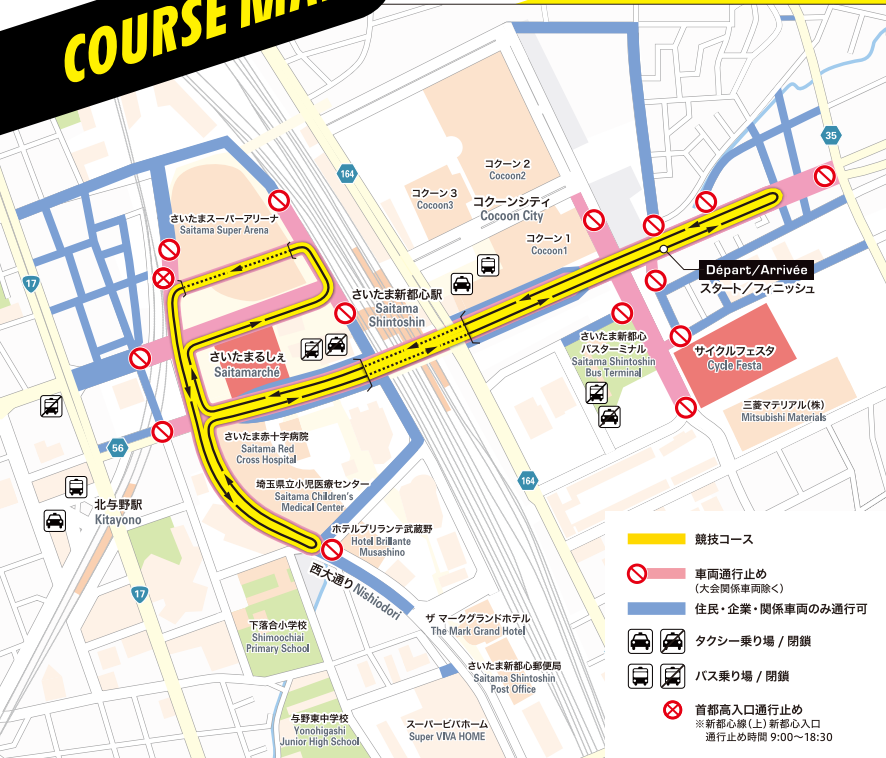 COURSE MA
164
35
コクーン 2
Cocoon2
コクーン 3
Cocoon3
コクーンシティ
Cocoon City
コクーン 1
Cocoon1
さいたまスーパーアリーナ
Saitama Super Arena
17
Départ/Arrivée
スタート/フィニッシュ
さいたま新都心駅
Saitama
Shintoshin
さいたまるしぇ
Saitamarché
さいたま新都心
バスターミナル
Saitama Shintoshin
Bus Terminal
サイクルフェスタ
Cycle Festa
三菱マテリアル(株)
Mitsubishi Materials
56
さいたま赤十字病院
Saitama Red
Cross Hospital
埼玉県立小児医療センター
Saitama Children's
Medical Center
164
北与野駅
Kitayono
ホテルブリランテ武蔵野
Hotel Brillante
Musashino
西大通り Nishiodori
17
下落合小学校
Shimoochiai
Primary School
ザ マークグランドホテル
The Mark Grand Hotel
さいたま新都心郵便局
Saitama Shintoshin
Post Office
与野東中学校
Yonohigashi
Junior High School
スーパービバホーム
Super VIVA HOME
競技コース
車両通行止め
(大会関係車両除く)
住民・企業・関係車両のみ通行可
タクシー乗り場 / 閉鎖
バス乗り場 / 閉鎖
首都高入口通行止め
※新都心線(上)新都心入口
通行止め時間 9:00〜18:30